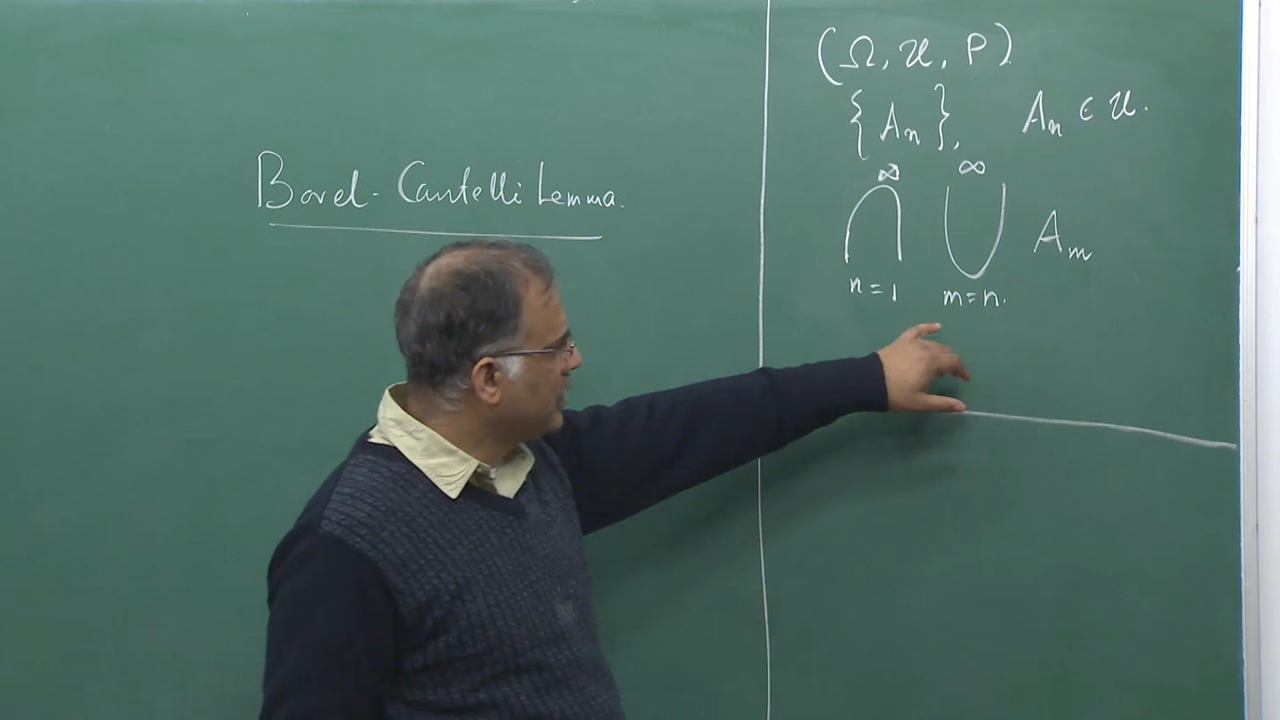 Borel-Cantelli Lemma.
(Ω, 𝒰, P)
{Aₙ}, Aₙ ∈ 𝒰.
∞ ∞
⋂ ⋃ Aₘ
n=1 m=n.